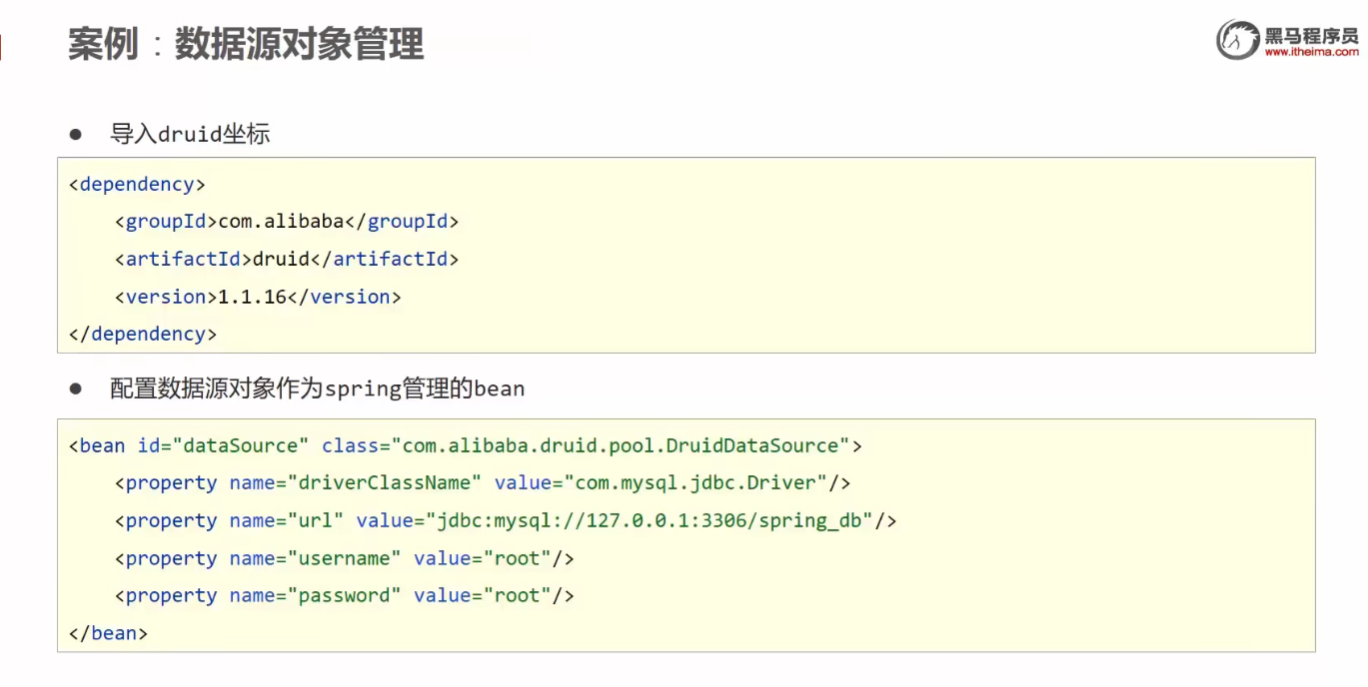 案例：数据源对象管理
黑马程序员
www.itheima.com
● 导入druid坐标
<dependency>
    <groupId>com.alibaba</groupId>
    <artifactId>druid</artifactId>
    <version>1.1.16</version>
</dependency>
● 配置数据源对象作为spring管理的bean
<bean id="dataSource" class="com.alibaba.druid.pool.DruidDataSource">
    <property name="driverClassName" value="com.mysql.jdbc.Driver"/>
    <property name="url" value="jdbc:mysql://127.0.0.1:3306/spring_db"/>
    <property name="username" value="root"/>
    <property name="password" value="root"/>
</bean>